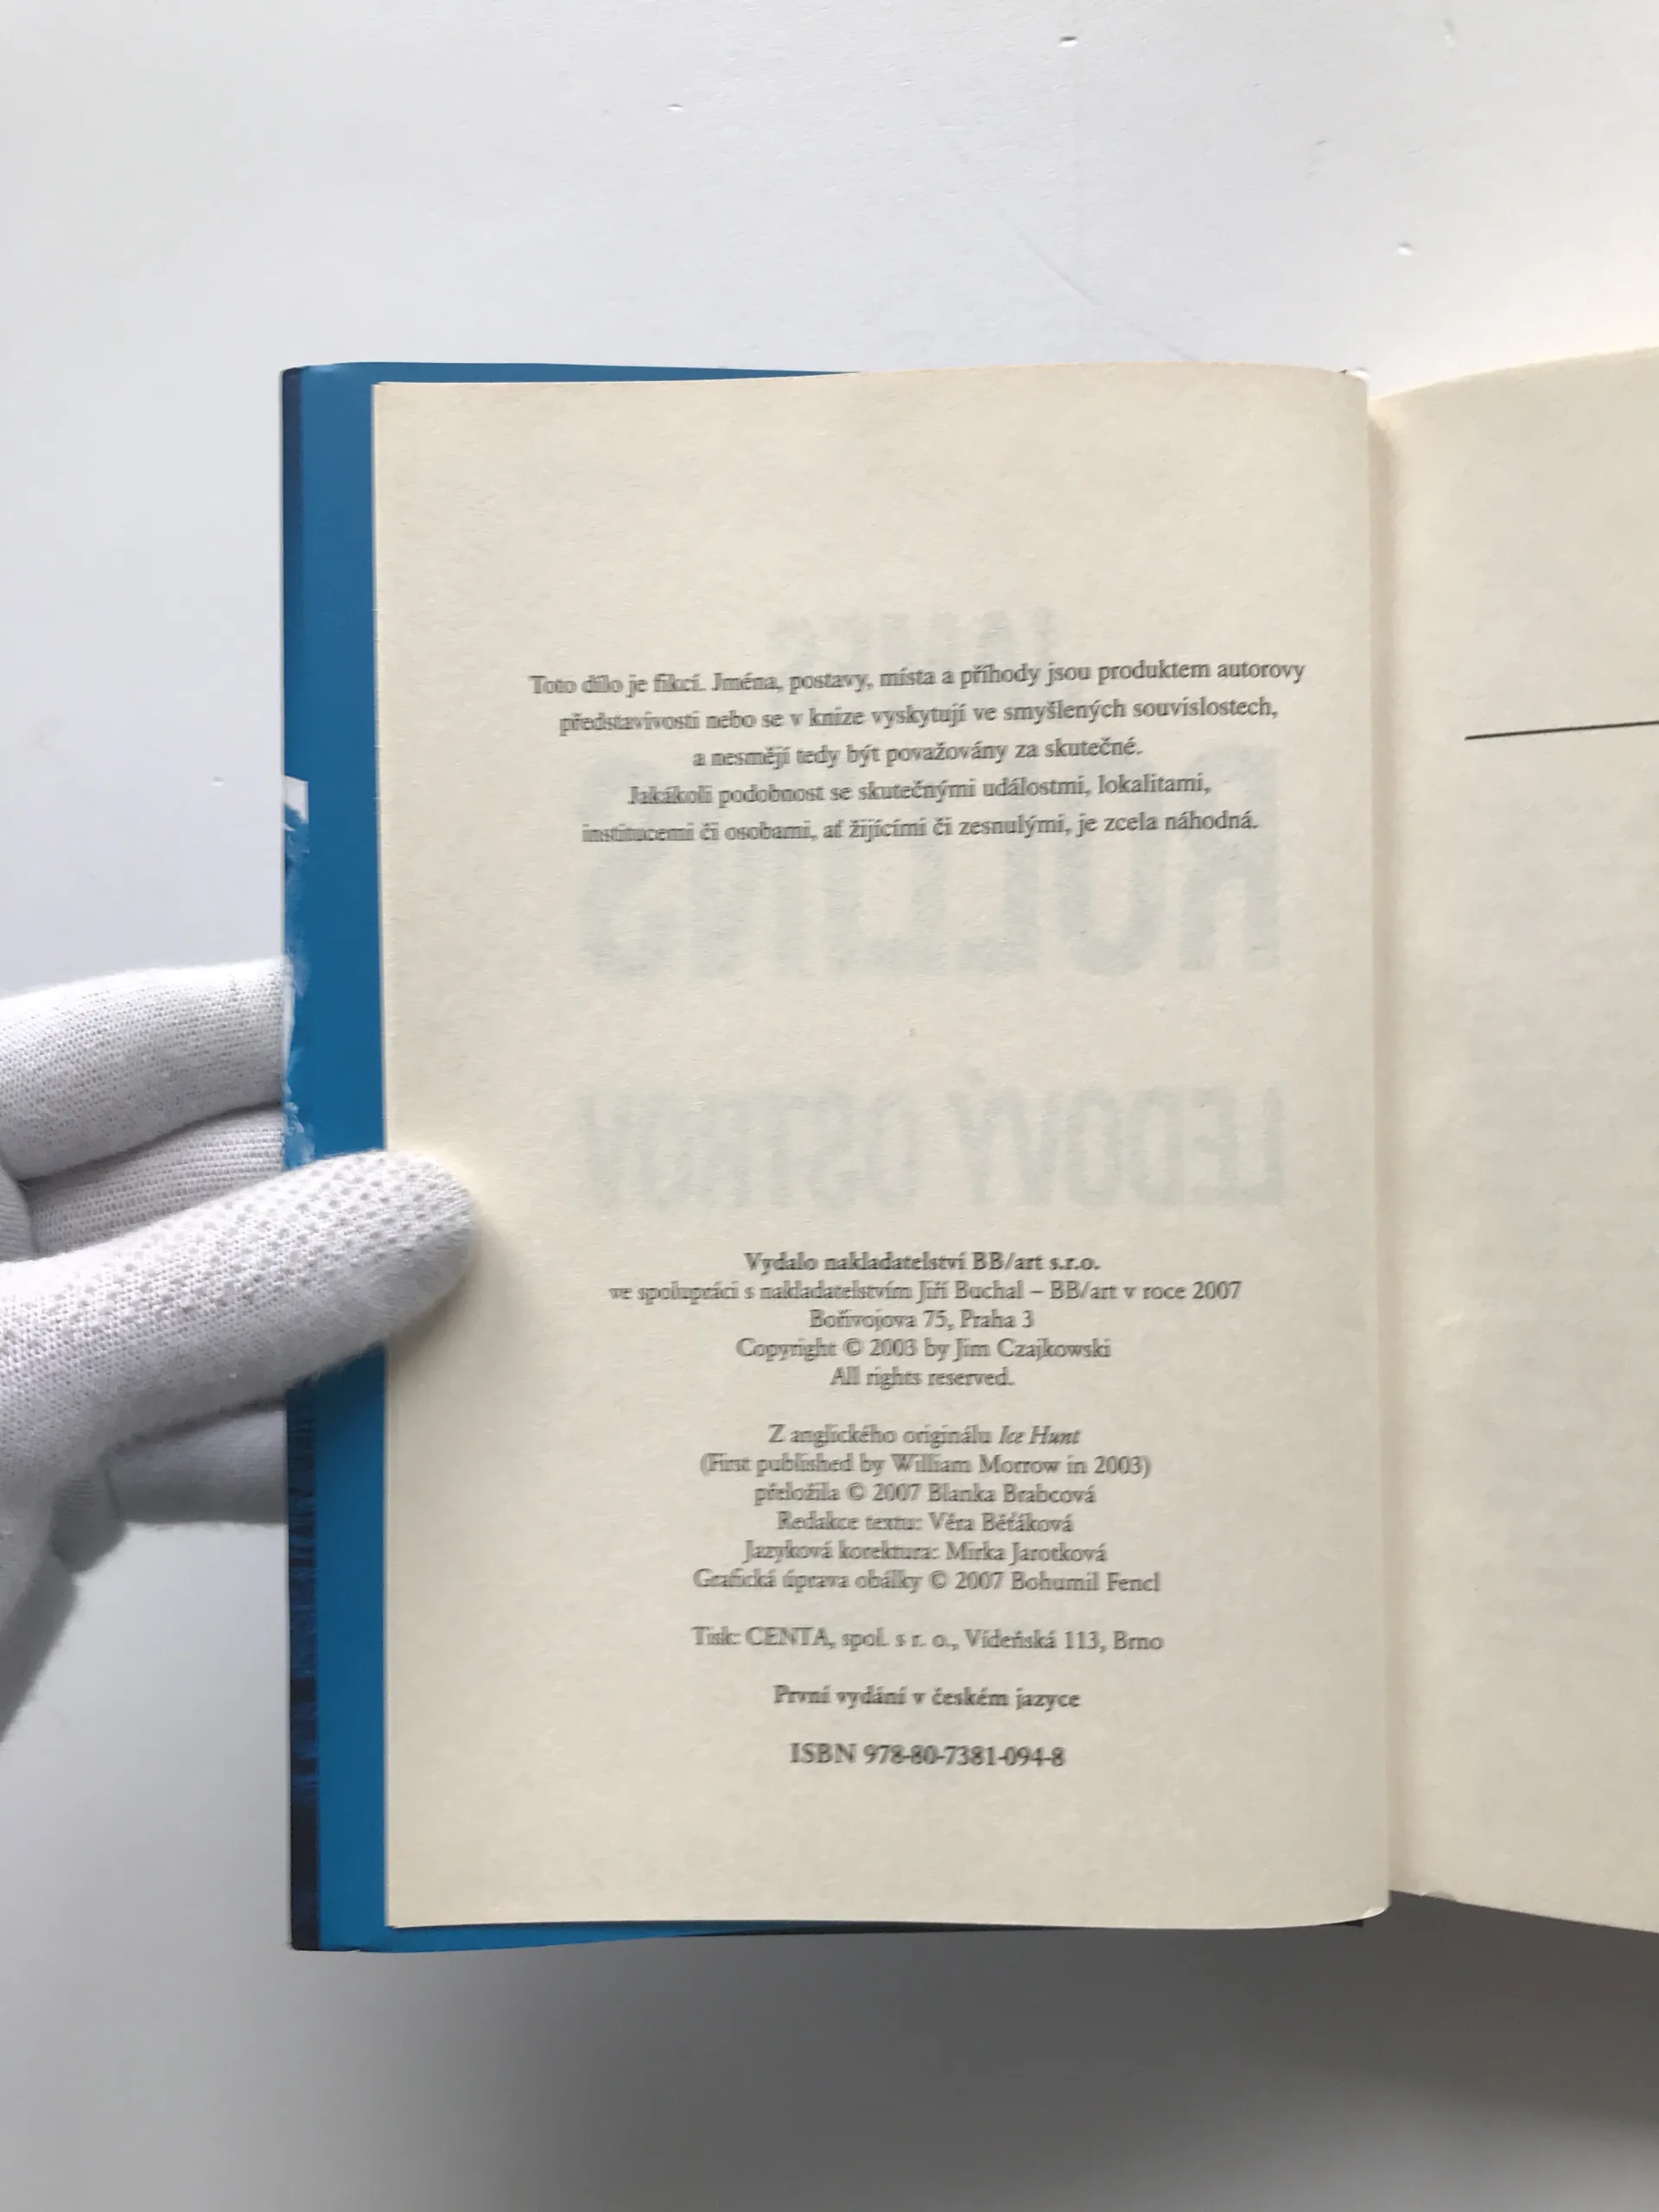 Toto dílo je fikcí. Jména, postavy, místa a příhody jsou produktem autorovy
představivosti nebo se v knize vyskytují ve smyšlených souvislostech,
a nesmějí tedy být považovány za skutečné.
Jakákoli podobnost se skutečnými událostmi, lokalitami,
institucemi či osobami, ať žijícími či zesnulými, je zcela náhodná.
JAMES
ROLLINS
LEDOVÝ OSTROV
Vydalo nakladatelství BB/art s.r.o.
ve spolupráci s nakladatelstvím Jiří Buchal – BB/art v roce 2007
Bořivojova 75, Praha 3
Copyright © 2003 by Jim Czajkowski
All rights reserved.
Z anglického originálu Ice Hunt
(First published by William Morrow in 2003)
přeložila © 2007 Blanka Brabcová
Redakce textu: Věra Běťáková
Jazyková korektura: Mirka Jarotková
Grafická úprava obálky © 2007 Bohumil Fencl
Tisk: CENTA, spol. s r. o., Vídeňská 113, Brno
První vydání v českém jazyce
ISBN 978-80-7381-094-8